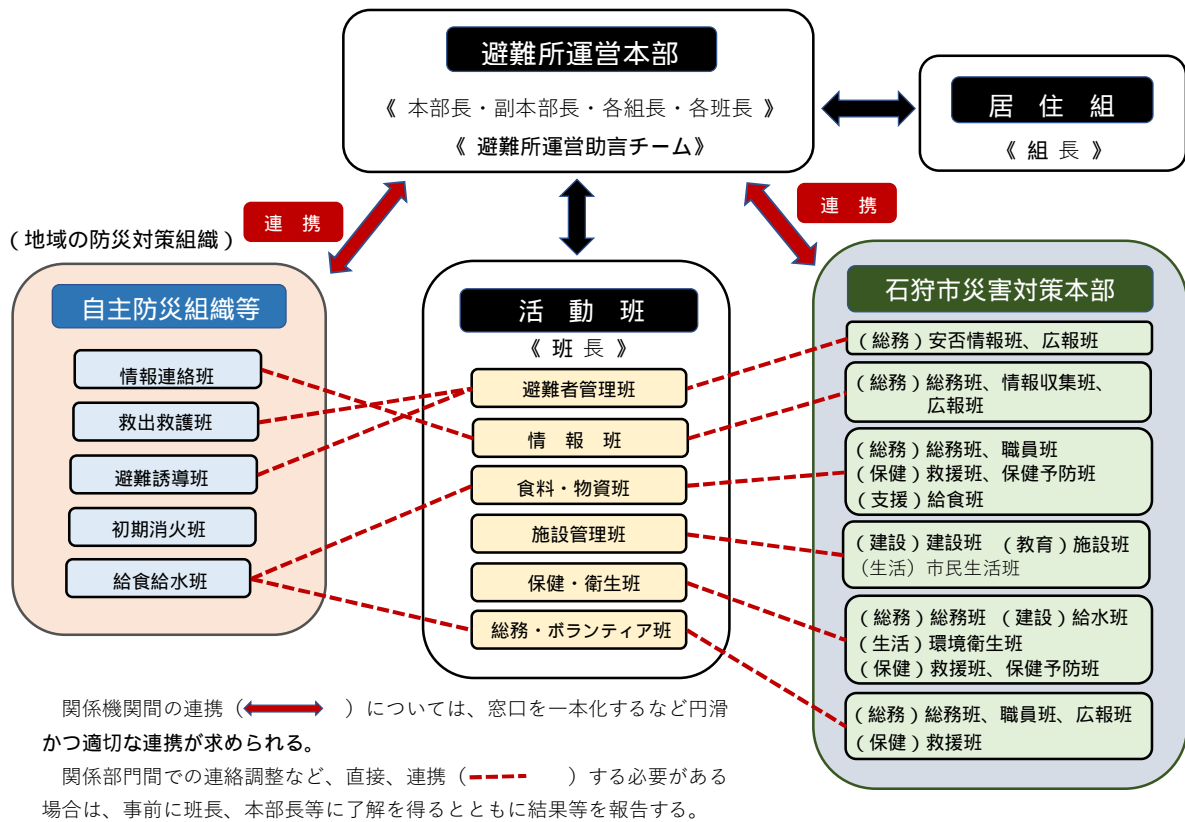 避難所運営本部
《 本部長・副本部長・各組長・各班長 》
《 避難所運営助言チーム》
居 住 組
《 組 長 》
連 携
連 携
(地域の防災対策組織)
自主防災組織等
情報連絡班
救出救護班
避難誘導班
初期消火班
給食給水班
活 動 班
《 班 長 》
避難者管理班
情 報 班
食料・物資班
施設管理班
保健・衛生班
総務・ボランティア班
石狩市災害対策本部
(総務)安否情報班、広報班
(総務)総務班、情報収集班、
広報班
(総務)総務班、職員班
(保健)救援班、保健予防班
(支援)給食班
(建設)建設班 (教育)施設班
(生活)市民生活班
(総務)総務班 (建設)給水班
(生活)環境衛生班
(保健)救援班、保健予防班
(総務)総務班、職員班、広報班
(保健)救援班
関係機関間の連携( )については、窓口を一本化するなど円滑
かつ適切な連携が求められる。
関係部門間での連絡調整など、直接、連携( )する必要がある
場合は、事前に班長、本部長等に了解を得るとともに結果等を報告する。